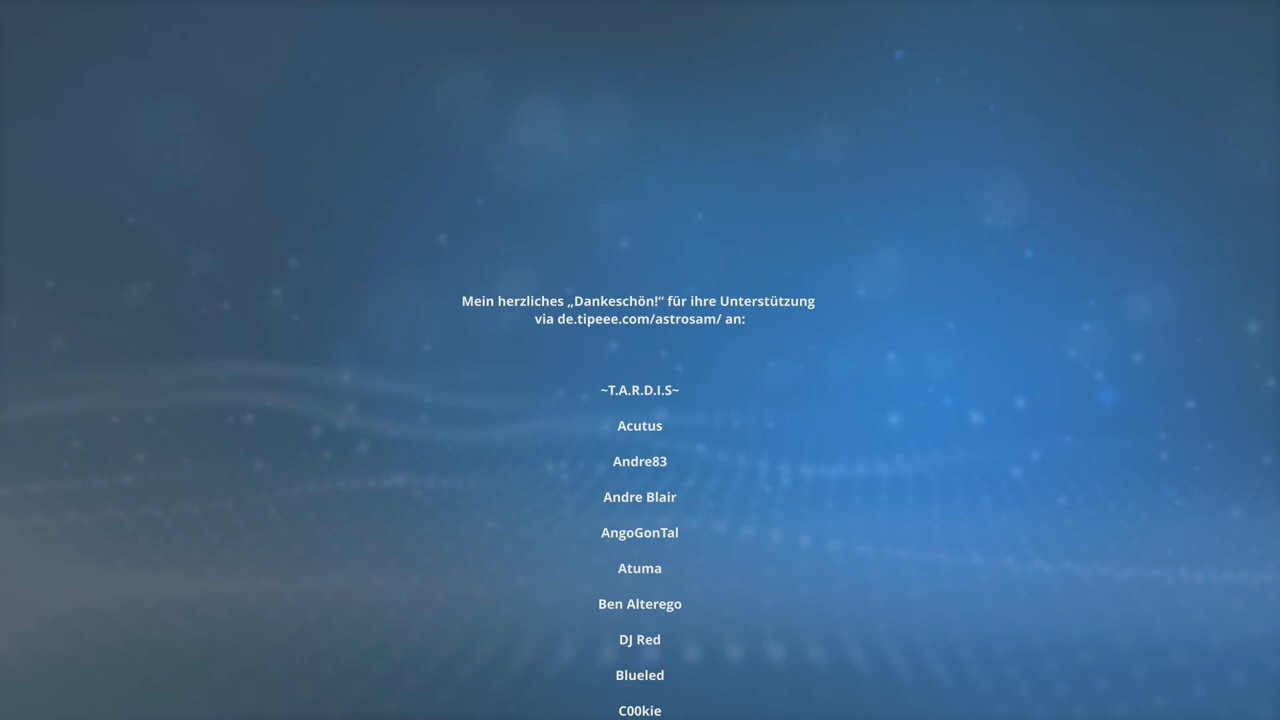 Mein herzliches „Dankeschön!“ für ihre Unterstützung
via de.tipeee.com/astrosam/ an:
~T.A.R.D.I.S~
Acutus
Andre83
Andre Blair
AngoGonTal
Atuma
Ben Alterego
DJ Red
Blueled
C00kie